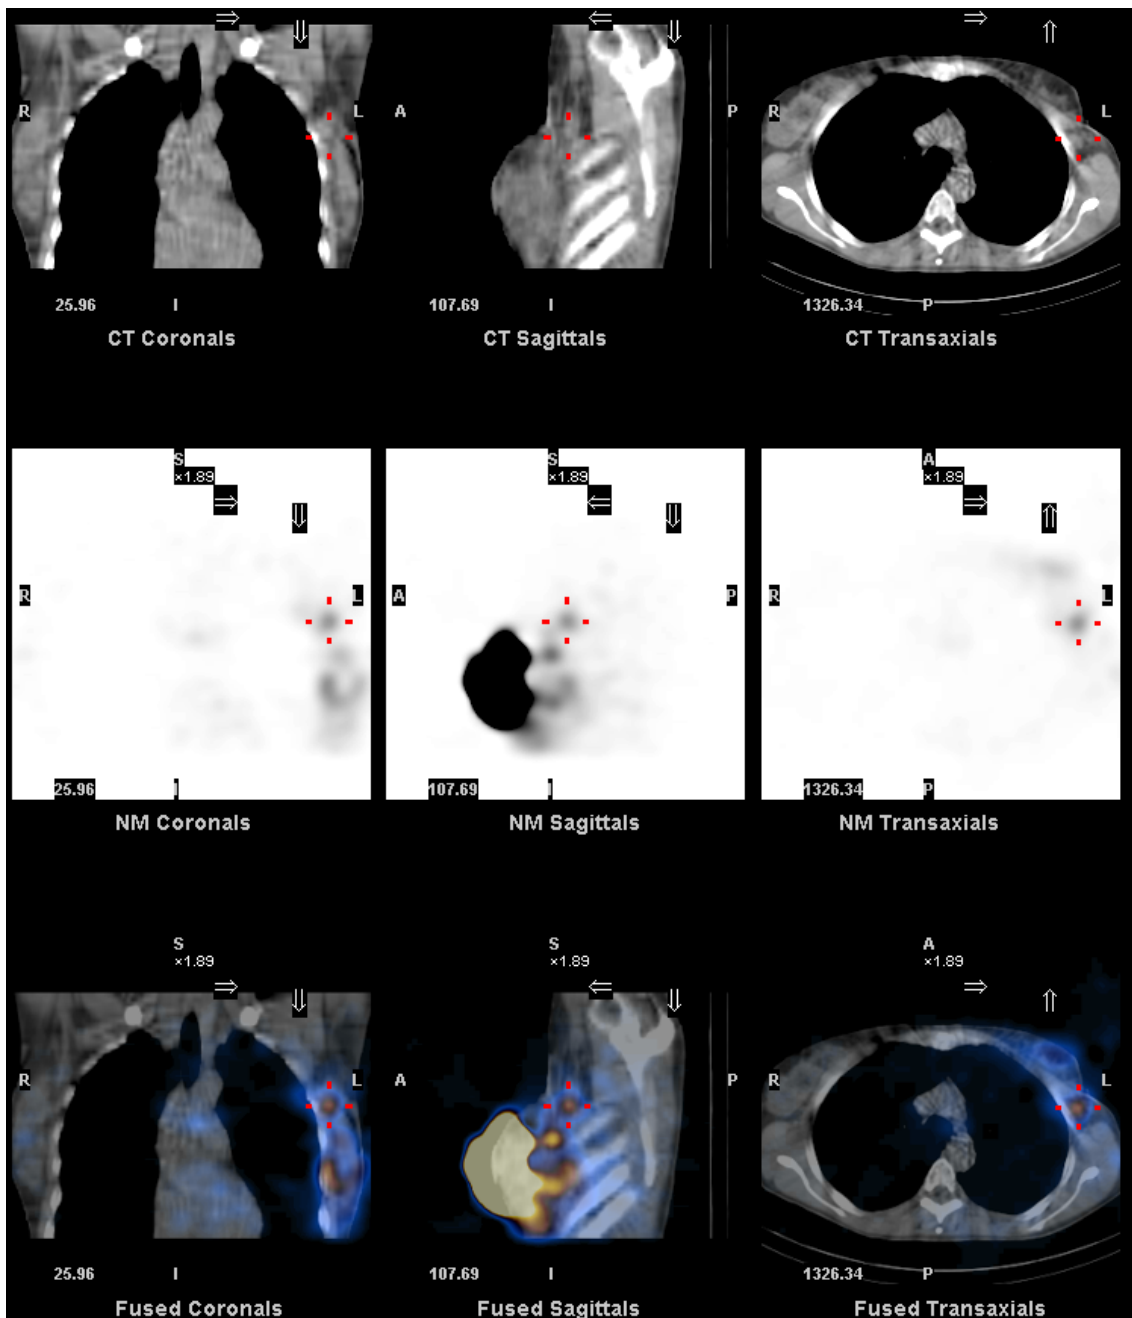 ⇒ ⇓ ⇐ ⇓ ⇒ ⇑
R L A P R L
25.96 I 107.69 I 1326.34 P
CT Coronals CT Sagittals CT Transaxials
S S A
×1.89 ×1.89 ×1.89
⇒ ⇐ ⇒
⇓ ⇓ ⇑
R L A P R L
25.96 I 107.69 I 1326.34 P
NM Coronals NM Sagittals NM Transaxials
S S A
×1.89 ×1.89 ×1.89
⇒ ⇓ ⇐ ⇓ ⇒ ⇑
R L A P R L
25.96 I 107.69 I 1326.34 P
Fused Coronals Fused Sagittals Fused Transaxials